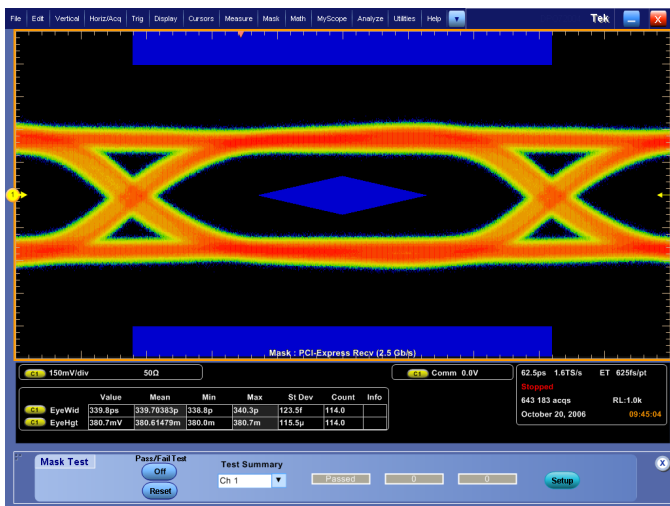 File Edit Vertical Horiz/Acq Trig Display Cursors Measure Mask Math MyScope Analyze Utilities Help Tek X
1
Mask : PCI-Express Recv (2.5 Gb/s)
C1 150mV/div 50Ω
C1 Comm 0.0V
62.5ps 1.6TS/s ET 625fs/pt
Stopped
643 183 acqs RL:1.0k
October 20, 2006 09:45:04
Value Mean Min Max St Dev Count Info
C1 EyeWid 339.8ps 339.70383p 338.8p 340.3p 123.5f 114.0
C1 EyeHgt 380.7mV 380.61479m 380.0m 380.7m 115.5µ 114.0
Mask Test
Pass/Fail Test
Off
Reset
Test Summary
Ch 1
Passed 0 0
Setup
X